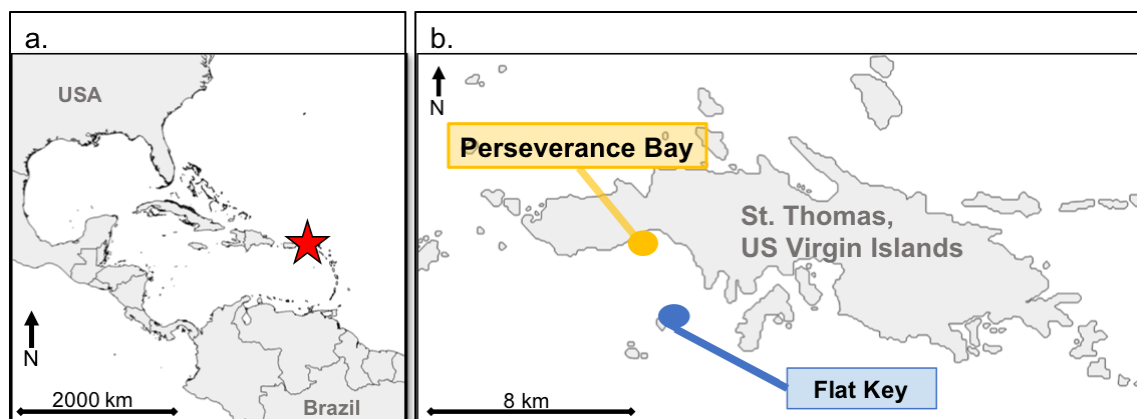 a.
USA
N
2000 km
Brazil
b.
N
Perseverance Bay
St. Thomas,
US Virgin Islands
8 km
Flat Key